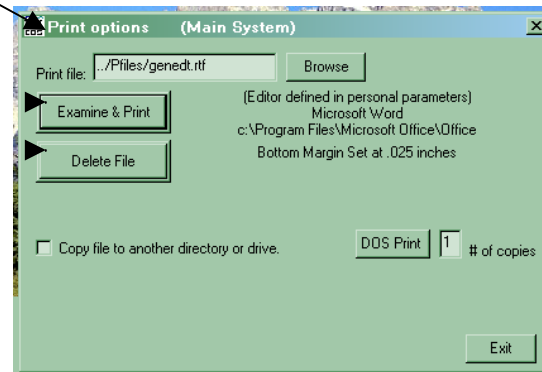 Print options (Main System)
Print file: ../Pfiles/genedt.rtf Browse
Examine & Print
(Editor defined in personal parameters)
Microsoft Word
c:\Program Files\Microsoft Office\Office
Delete File
Bottom Margin Set at .025 inches
Copy file to another directory or drive.
DOS Print 1 # of copies
Exit